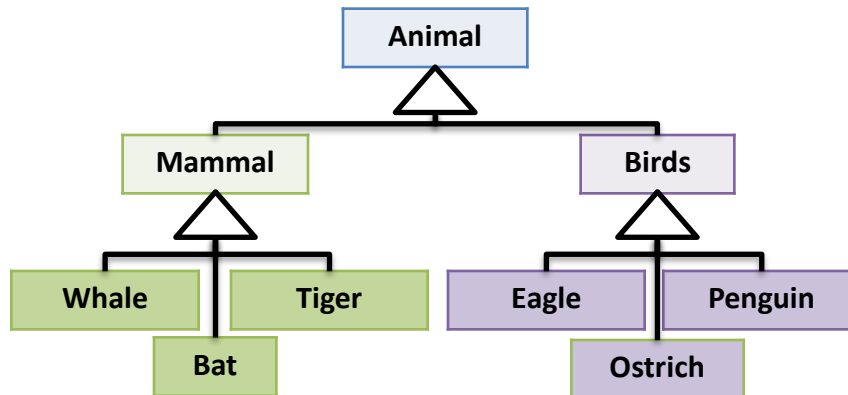 Animal
Mammal
Birds
Whale
Tiger
Eagle
Penguin
Bat
Ostrich